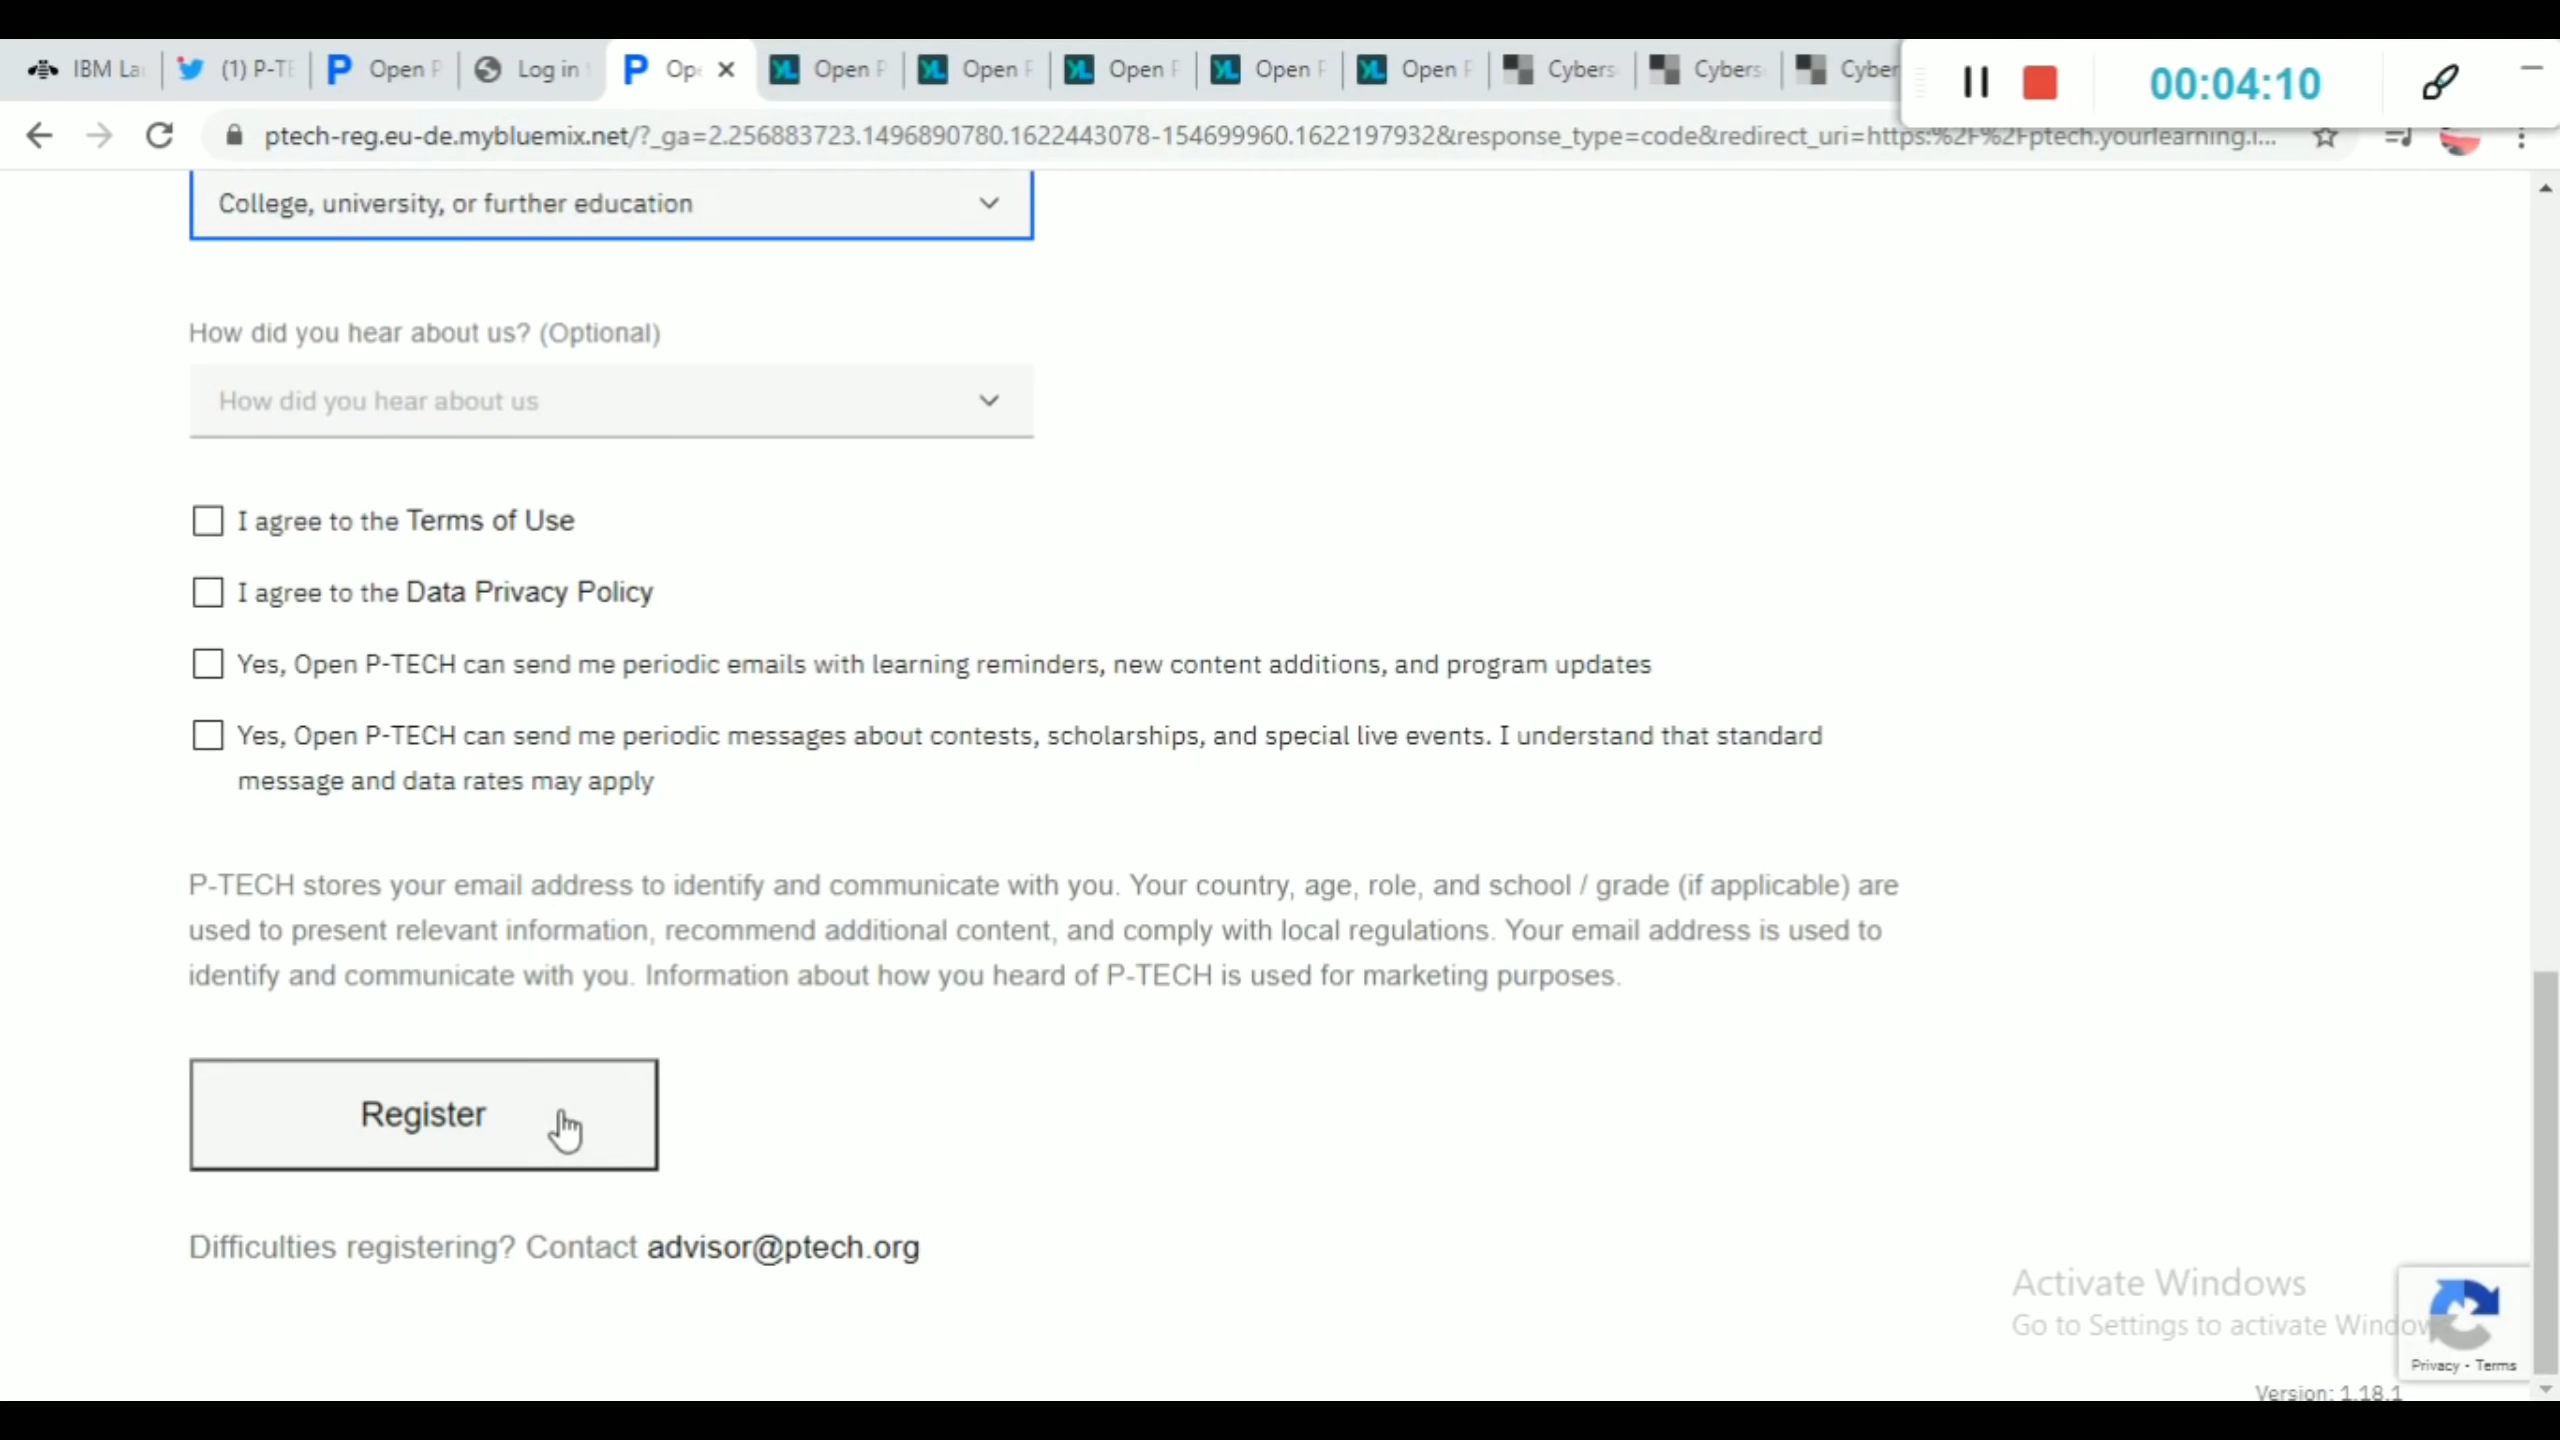 IBM La
(1) P-TE
Open P
Log in
Op
Open P
Open P
Open P
Open P
Open P
Cybers
Cybers
Cyber
00:04:10
ptech-reg.eu-de.mybluemix.net/?_ga=2.256883723.1496890780.1622443078-154699960.1622197932&response_type=code&redirect_uri=https:%2F%2Fptech.yourlearning.i...
College, university, or further education
How did you hear about us? (Optional)
How did you hear about us
I agree to the Terms of Use
I agree to the Data Privacy Policy
Yes, Open P-TECH can send me periodic emails with learning reminders, new content additions, and program updates
Yes, Open P-TECH can send me periodic messages about contests, scholarships, and special live events. I understand that standard
message and data rates may apply
P-TECH stores your email address to identify and communicate with you. Your country, age, role, and school / grade (if applicable) are
used to present relevant information, recommend additional content, and comply with local regulations. Your email address is used to
identify and communicate with you. Information about how you heard of P-TECH is used for marketing purposes.
Register
Difficulties registering? Contact advisor@ptech.org
Activate Windows
Go to Settings to activate Window
Privacy - Terms
Version: 1.18.1